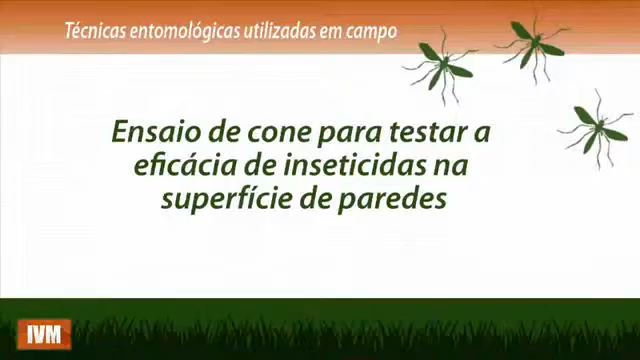 Técnicas entomológicas utilizadas em campo
Ensaio de cone para testar a
eficácia de inseticidas na
superfície de paredes
IVM